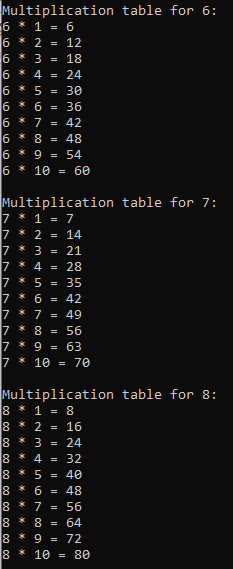 Multiplication table for 6:
6 * 1 = 6
6 * 2 = 12
6 * 3 = 18
6 * 4 = 24
6 * 5 = 30
6 * 6 = 36
6 * 7 = 42
6 * 8 = 48
6 * 9 = 54
6 * 10 = 60
Multiplication table for 7:
7 * 1 = 7
7 * 2 = 14
7 * 3 = 21
7 * 4 = 28
7 * 5 = 35
7 * 6 = 42
7 * 7 = 49
7 * 8 = 56
7 * 9 = 63
7 * 10 = 70
Multiplication table for 8:
8 * 1 = 8
8 * 2 = 16
8 * 3 = 24
8 * 4 = 32
8 * 5 = 40
8 * 6 = 48
8 * 7 = 56
8 * 8 = 64
8 * 9 = 72
8 * 10 = 80